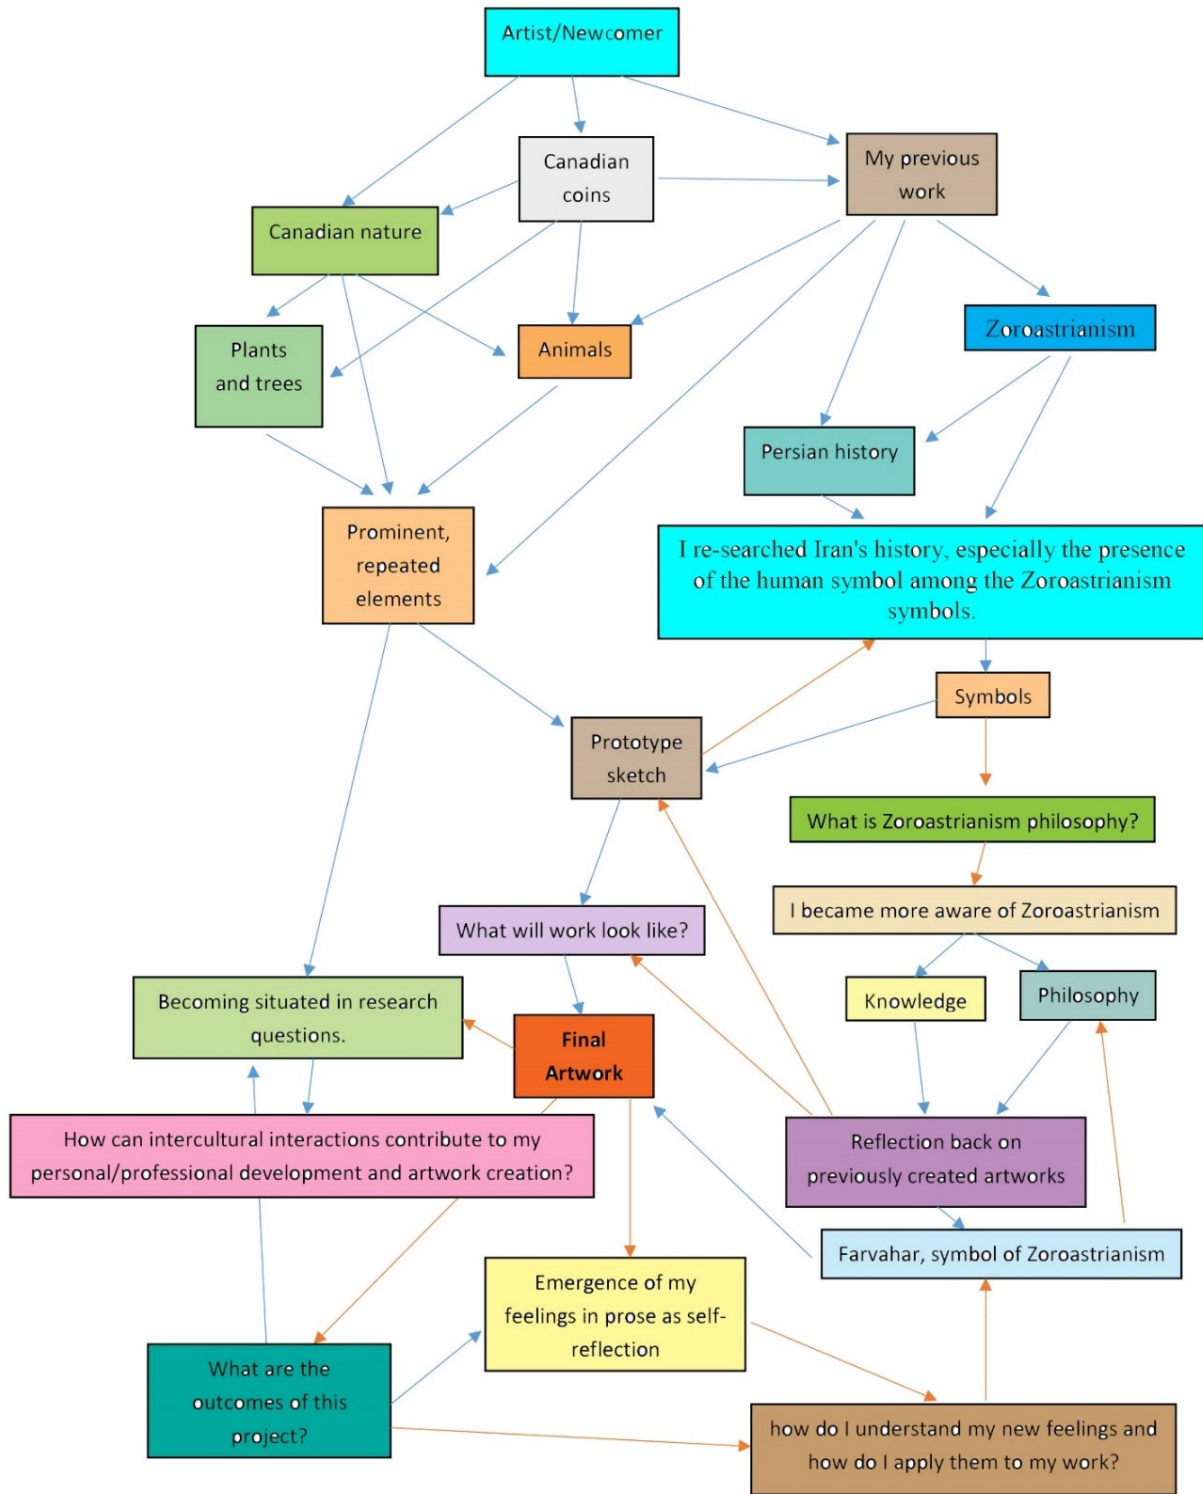 Artist/Newcomer
Canadian
coins
My previous
work
Canadian nature
Plants
and trees
Animals
Zoroastrianism
Persian history
Prominent,
repeated
elements
I re-searched Iran's history, especially the presence
of the human symbol among the Zoroastrianism
symbols.
Symbols
Prototype
sketch
What is Zoroastrianism philosophy?
I became more aware of Zoroastrianism
What will work look like?
Knowledge
Philosophy
Becoming situated in research
questions.
Final
Artwork
How can intercultural interactions contribute to my
personal/professional development and artwork creation?
Reflection back on
previously created artworks
Farvahar, symbol of Zoroastrianism
Emergence of my
feelings in prose as self-
reflection
What are the
outcomes of this
project?
how do I understand my new feelings and
how do I apply them to my work?